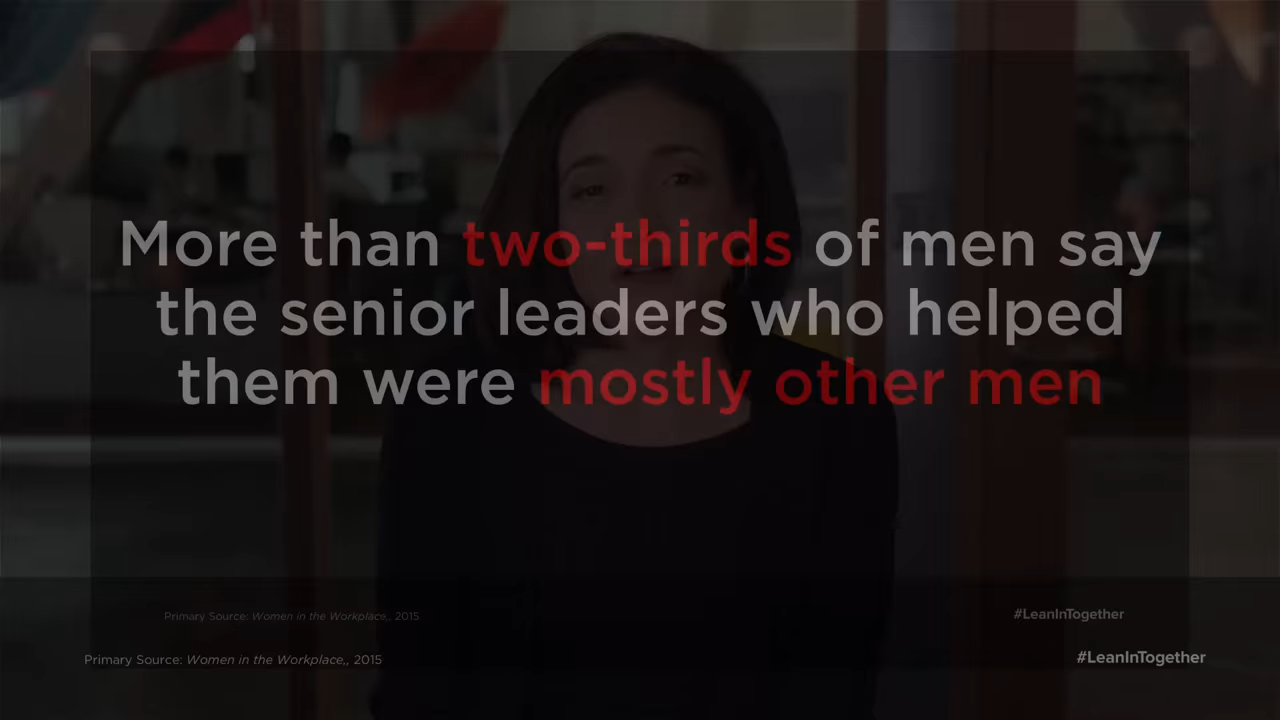 More than two-thirds of men say
the senior leaders who helped
them were mostly other men
Primary Source: Women in the Workplace,, 2015
#LeanInTogether
Primary Source: Women in the Workplace,, 2015
#LeanInTogether